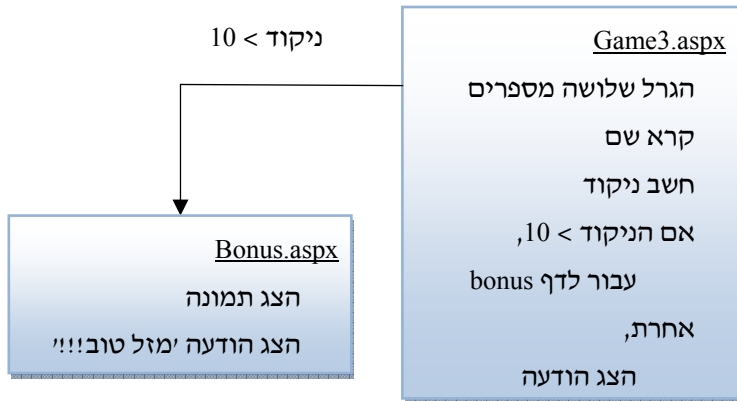 ניקוד > 10
Game3.aspx
הגרל שלושה מספרים
קרא שם
חשב ניקוד
אם הניקוד > 10,
עבור לדף bonus
אחרת,
הצג הודעה
Bonus.aspx
הצג תמונה
הצג הודעה 'מזל טוב!!!'